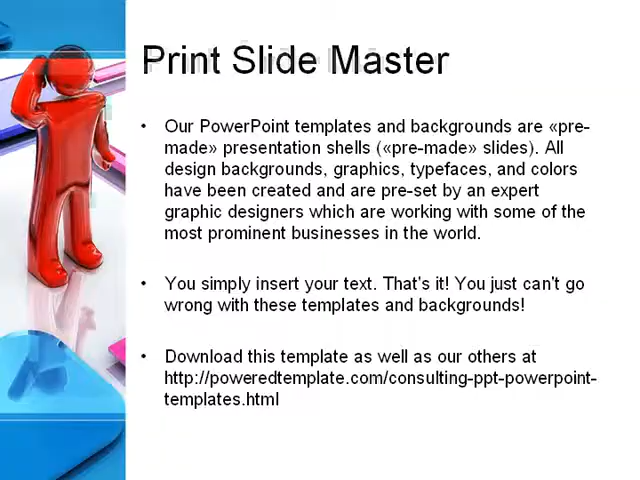 Print Slide Master
• Our PowerPoint templates and backgrounds are «pre-
made» presentation shells («pre-made» slides). All
design backgrounds, graphics, typefaces, and colors
have been created and are pre-set by an expert
graphic designers which are working with some of the
most prominent businesses in the world.
• You simply insert your text. That's it! You just can't go
wrong with these templates and backgrounds!
• Download this template as well as our others at
http://poweredtemplate.com/consulting-ppt-powerpoint-
templates.html